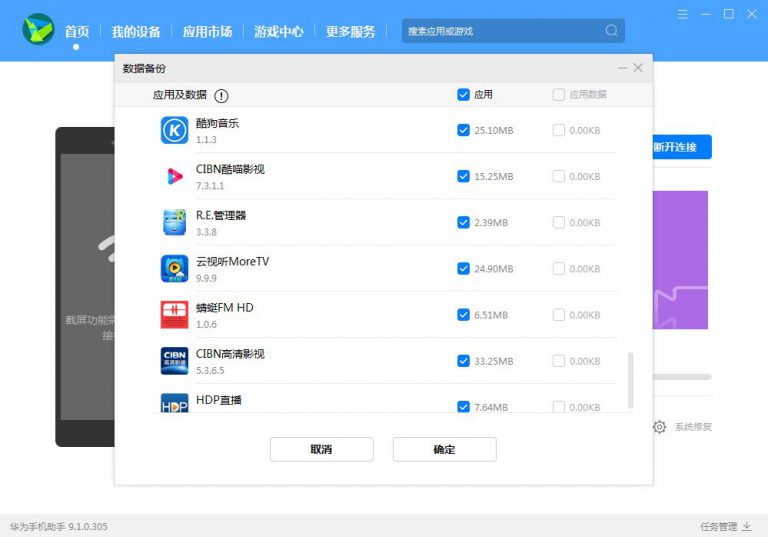 首页
我的设备
应用市场
游戏中心
更多服务
搜索应用或游戏
数据备份
应用及数据
应用
应用数据
酷狗音乐
1.1.3
25.10MB
0.00KB
CIBN酷喵影视
7.3.1.1
15.25MB
0.00KB
R.E.管理器
3.3.8
2.39MB
0.00KB
云视听MoreTV
9.9.9
24.90MB
0.00KB
蜻蜓FM HD
1.0.6
6.51MB
0.00KB
CIBN
高清影视
CIBN高清影视
5.3.6.5
33.25MB
0.00KB
HDP
HDP直播
7.64MB
0.00KB
取消
确定
断开连接
截屏功能需
接
系统修复
华为手机助手 9.1.0.305
任务管理